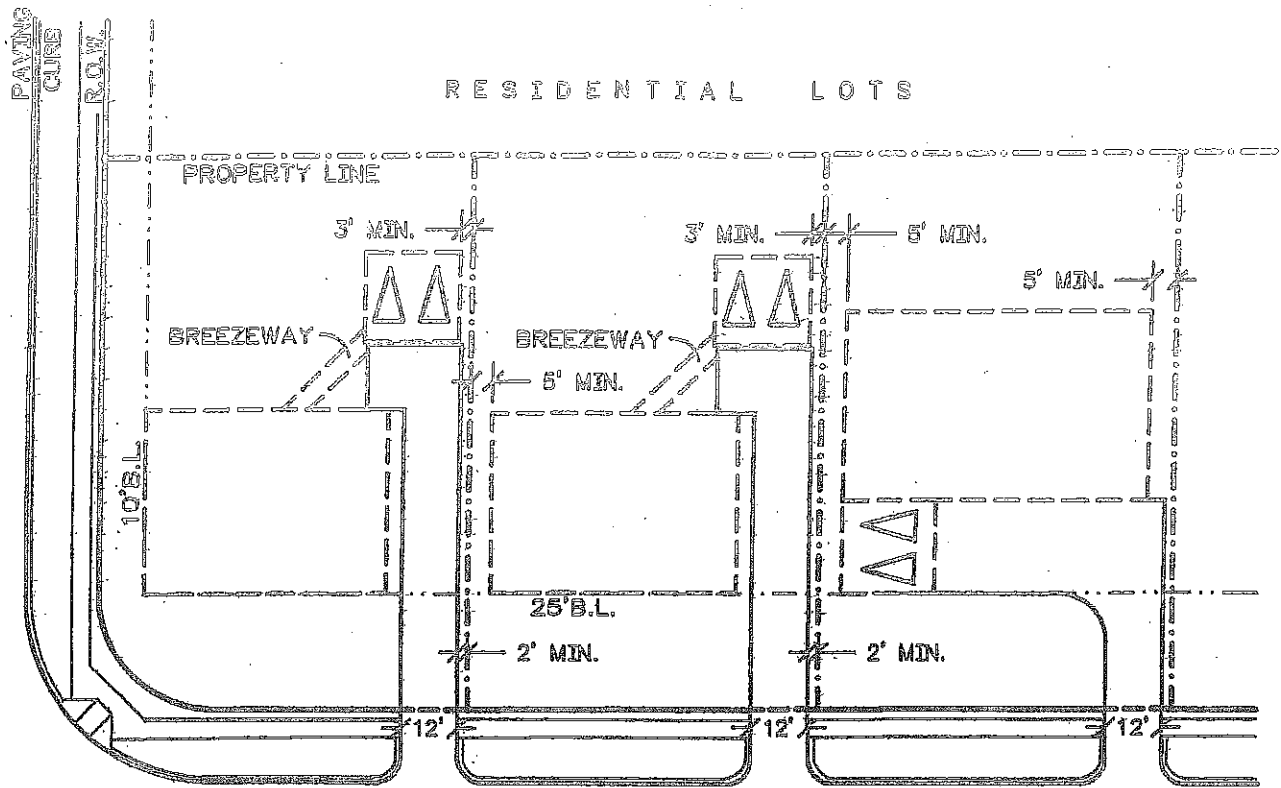 PAVING
CURB
R.O.W.
RESIDENTIAL LOTS
PROPERTY LINE
3' MIN.
3' MIN.
5' MIN.
5' MIN.
BREEZEWAY
BREEZEWAY
5' MIN.
10'B.L.
25'B.L.
2' MIN.
2' MIN.
12'
12'
12'